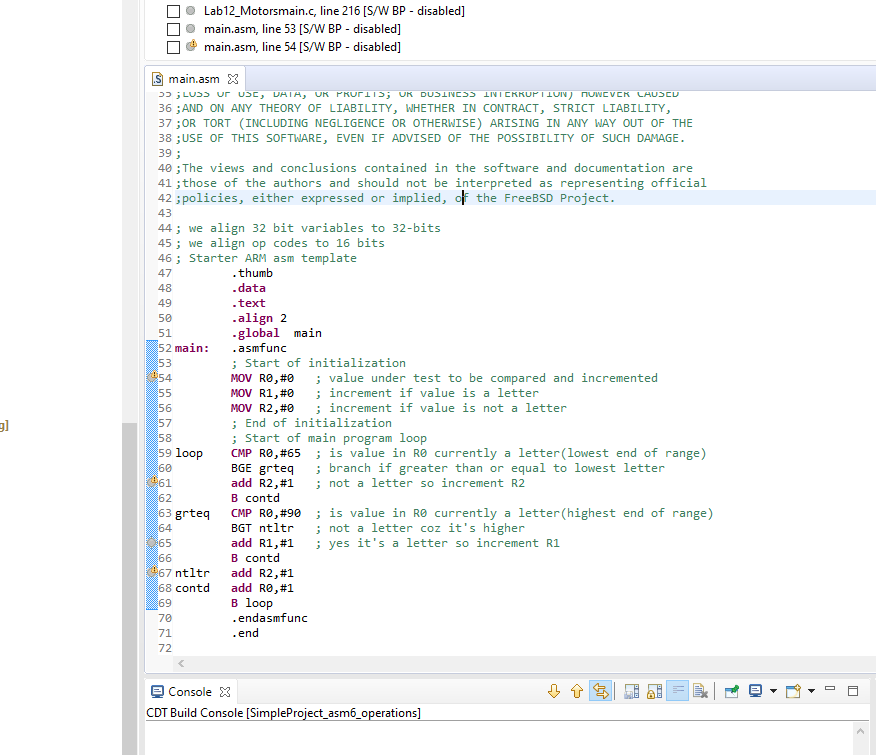 Lab12_Motorsmain.c, line 216 [S/W BP - disabled]
main.asm, line 53 [S/W BP - disabled]
main.asm, line 54 [S/W BP - disabled]
main.asm
35 ;LOSS OF USE, DATA, OR PROFITS; OR BUSINESS INTERRUPTION) HOWEVER CAUSED
36 ;AND ON ANY THEORY OF LIABILITY, WHETHER IN CONTRACT, STRICT LIABILITY,
37 ;OR TORT (INCLUDING NEGLIGENCE OR OTHERWISE) ARISING IN ANY WAY OUT OF THE
38 ;USE OF THIS SOFTWARE, EVEN IF ADVISED OF THE POSSIBILITY OF SUCH DAMAGE.
39 ;
40 ;The views and conclusions contained in the software and documentation are
41 ;those of the authors and should not be interpreted as representing official
42 ;policies, either expressed or implied, of the FreeBSD Project.
43
44 ; we align 32 bit variables to 32-bits
45 ; we align op codes to 16 bits
46 ; Starter ARM asm template
47 .thumb
48 .data
49 .text
50 .align 2
51 .global main
52 main: .asmfunc
53 ; Start of initialization
54 MOV R0,#0 ; value under test to be compared and incremented
55 MOV R1,#0 ; increment if value is a letter
56 MOV R2,#0 ; increment if value is not a letter
57 ; End of initialization
58 ; Start of main program loop
59 loop CMP R0,#65 ; is value in R0 currently a letter(lowest end of range)
60 BGE grteq ; branch if greater than or equal to lowest letter
61 add R2,#1 ; not a letter so increment R2
62 B contd
63 grteq CMP R0,#90 ; is value in R0 currently a letter(highest end of range)
64 BGT ntltr ; not a letter coz it's higher
65 add R1,#1 ; yes it's a letter so increment R1
66 B contd
67 ntltr add R2,#1
68 contd add R0,#1
69 B loop
70 .endasmfunc
71 .end
72
g]
Console
CDT Build Console [SimpleProject_asm6_operations]